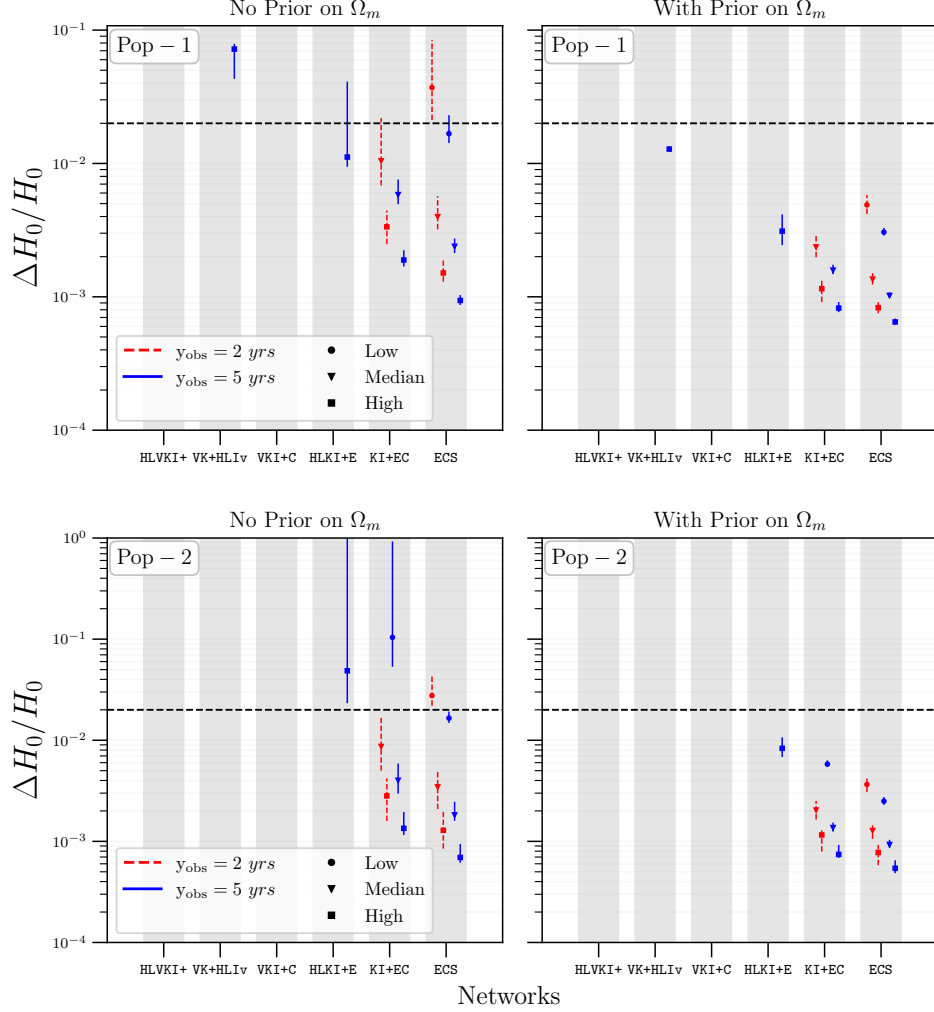 No Prior on Ωm
With Prior on Ωm
Pop − 1
Pop − 1
10⁻¹
10⁻²
10⁻³
10⁻⁴
ΔH₀/H₀
y_obs = 2 yrs
y_obs = 5 yrs
Low
Median
High
HLVKI+ VK+HLIv VKI+C HLKI+E KI+EC ECS
HLVKI+ VK+HLIv VKI+C HLKI+E KI+EC ECS
No Prior on Ωm
With Prior on Ωm
Pop − 2
Pop − 2
10⁰
10⁻¹
10⁻²
10⁻³
10⁻⁴
ΔH₀/H₀
y_obs = 2 yrs
y_obs = 5 yrs
Low
Median
High
HLVKI+ VK+HLIv VKI+C HLKI+E KI+EC ECS
HLVKI+ VK+HLIv VKI+C HLKI+E KI+EC ECS
Networks